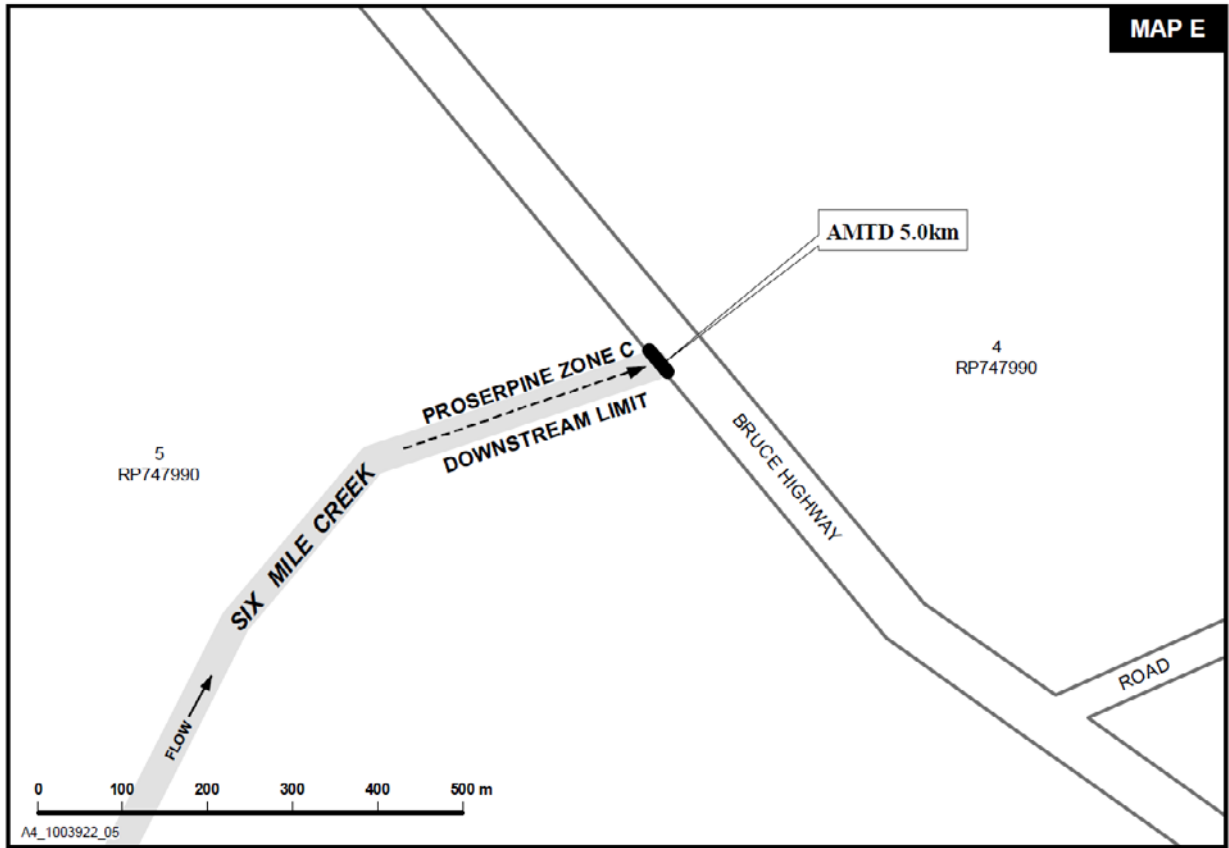 MAP E
AMTD 5.0km
PROSERPINE ZONE C
4
RP747990
DOWNSTREAM LIMIT
BRUCE HIGHWAY
5
RP747990
SIX MILE CREEK
ROAD
FLOW
0 100 200 300 400 500 m
A4_1003922_05